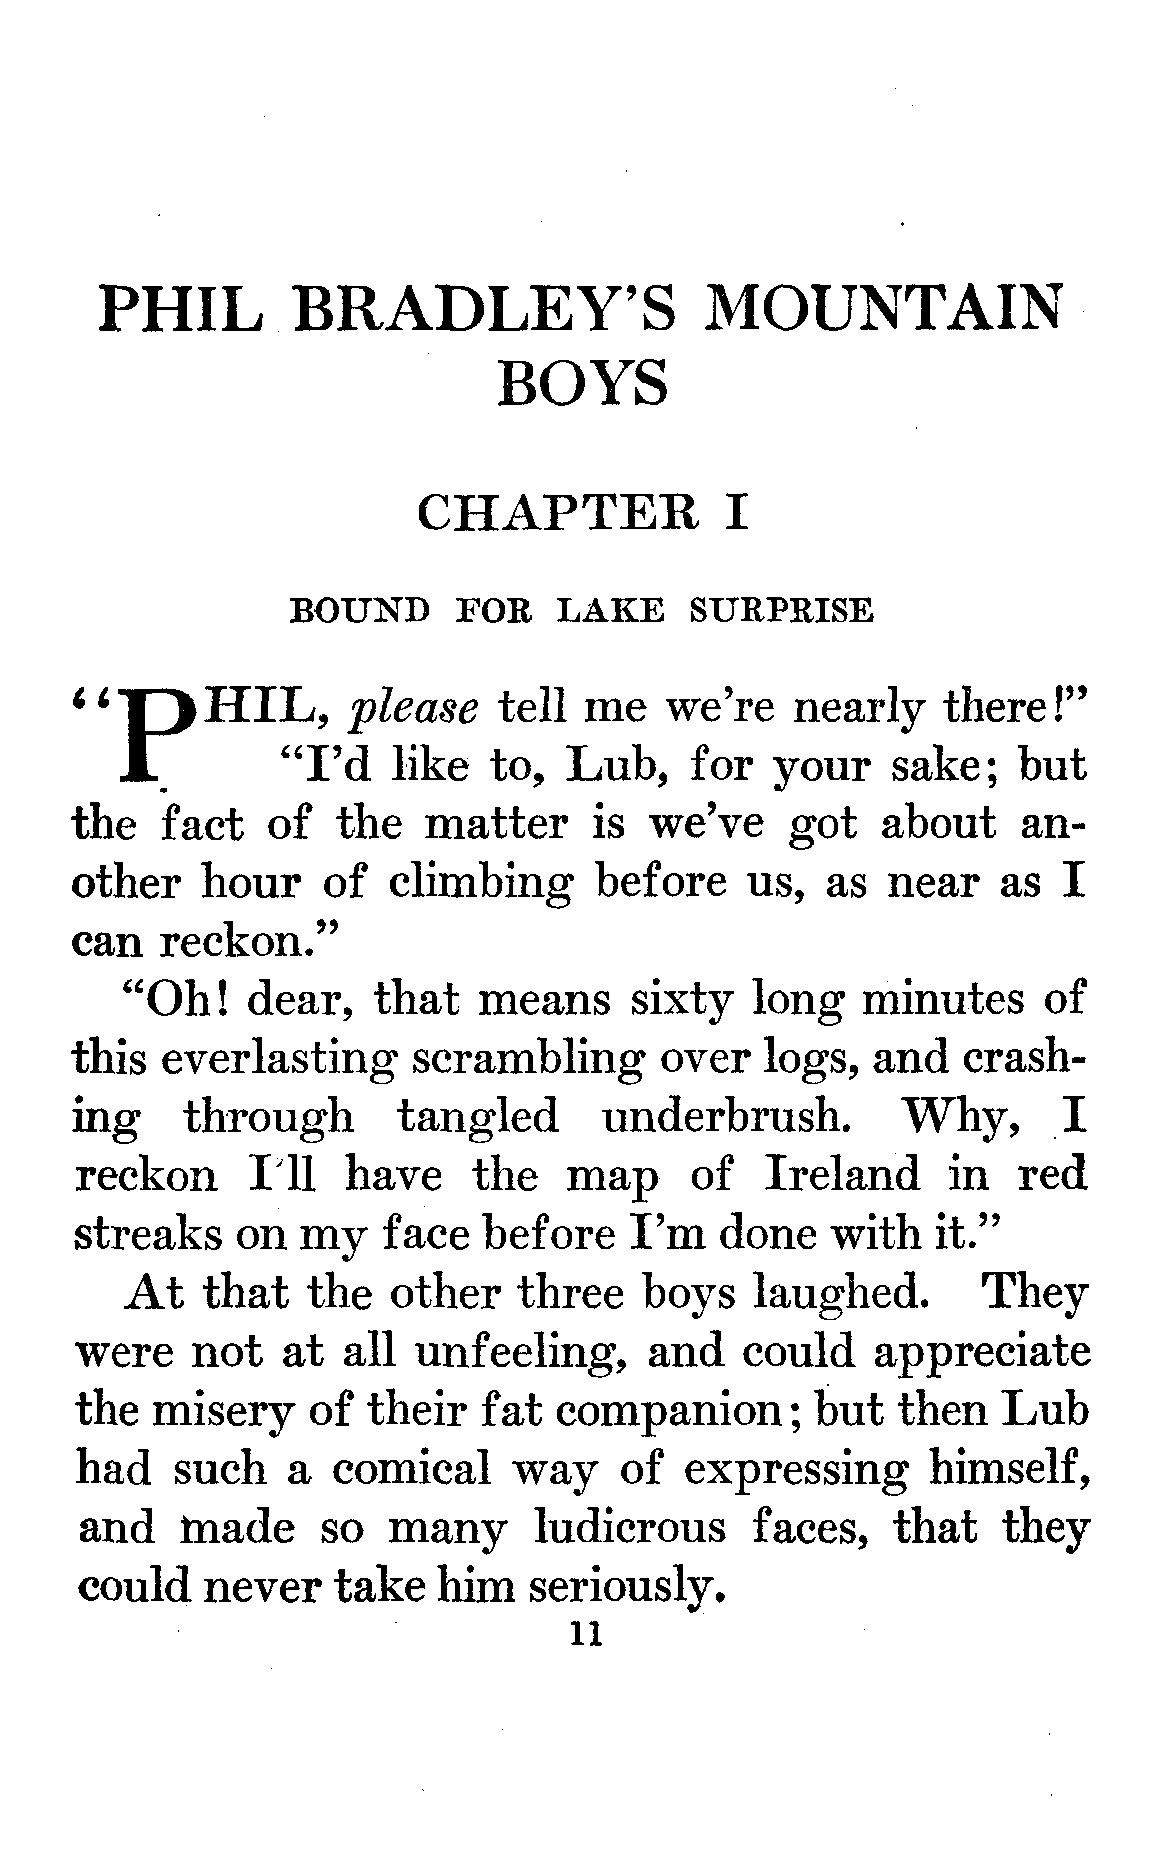 PHIL BRADLEY'S MOUNTAIN
BOYS
CHAPTER I
BOUND FOR LAKE SURPRISE
“PHIL, please tell me we're nearly there!”
“I'd like to, Lub, for your sake; but
the fact of the matter is we've got about an-
other hour of climbing before us, as near as I
can reckon.”
“Oh! dear, that means sixty long minutes of
this everlasting scrambling over logs, and crash-
ing through tangled underbrush. Why, I
reckon I'll have the map of Ireland in red
streaks on my face before I'm done with it.”
At that the other three boys laughed. They
were not at all unfeeling, and could appreciate
the misery of their fat companion; but then Lub
had such a comical way of expressing himself,
and made so many ludicrous faces, that they
could never take him seriously.
11